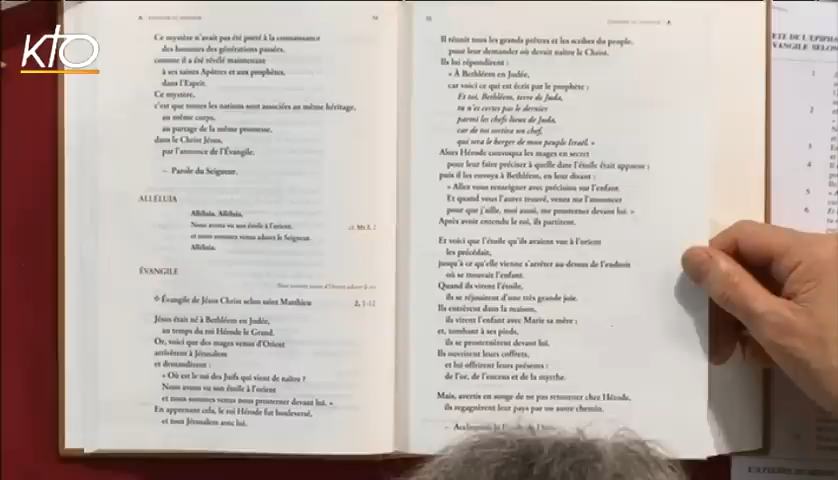 KTO
Ce mystère n'avait pas été porté à la connaissance
des hommes des générations passées,
comme il a été révélé maintenant
à ses saints Apôtres et aux prophètes,
dans l'Esprit.
Ce mystère,
c'est que toutes les nations sont associées au même héritage,
au même corps,
au partage de la même promesse,
dans le Christ Jésus,
par l'annonce de l'Évangile.
– Parole du Seigneur.
ALLÉLUIA
Alléluia. Alléluia.
Nous avons vu son étoile à l'orient,
et nous sommes venus adorer le Seigneur.
Alléluia.
cf. Mt 2, 2
ÉVANGILE
✠ Évangile de Jésus Christ selon saint Matthieu
2, 1-12
Jésus était né à Bethléem en Judée,
au temps du roi Hérode le Grand.
Or, voici que des mages venus d'Orient
arrivèrent à Jérusalem
et demandèrent :
« Où est le roi des Juifs qui vient de naître ?
Nous avons vu son étoile à l'orient
et nous sommes venus nous prosterner devant lui. »
En apprenant cela, le roi Hérode fut bouleversé,
et tout Jérusalem avec lui.
Il réunit tous les grands prêtres et les scribes du peuple,
pour leur demander où devait naître le Christ.
Ils lui répondirent :
« À Bethléem en Judée,
car voici ce qui est écrit par le prophète :
Et toi, Bethléem, terre de Juda,
tu n'es certes pas le dernier
parmi les chefs-lieux de Juda,
car de toi sortira un chef,
qui sera le berger de mon peuple Israël. »
Alors Hérode convoqua les mages en secret
pour leur faire préciser à quelle date l'étoile était apparue ;
puis il les envoya à Bethléem, en leur disant :
« Allez vous renseigner avec précision sur l'enfant.
Et quand vous l'aurez trouvé, venez me l'annoncer
pour que j'aille, moi aussi, me prosterner devant lui. »
Après avoir entendu le roi, ils partirent.
Et voici que l'étoile qu'ils avaient vue à l'orient
les précédait,
jusqu'à ce qu'elle vienne s'arrêter au-dessus de l'endroit
où se trouvait l'enfant.
Quand ils virent l'étoile,
ils se réjouirent d'une très grande joie.
Ils entrèrent dans la maison,
ils virent l'enfant avec Marie sa mère ;
et, tombant à ses pieds,
ils se prosternèrent devant lui.
Ils ouvrirent leurs coffrets,
et lui offrirent leurs présents :
de l'or, de l'encens et de la myrrhe.
Mais, avertis en songe de ne pas retourner chez Hérode,
ils regagnèrent leur pays par un autre chemin.
1
2
3
4
5
6